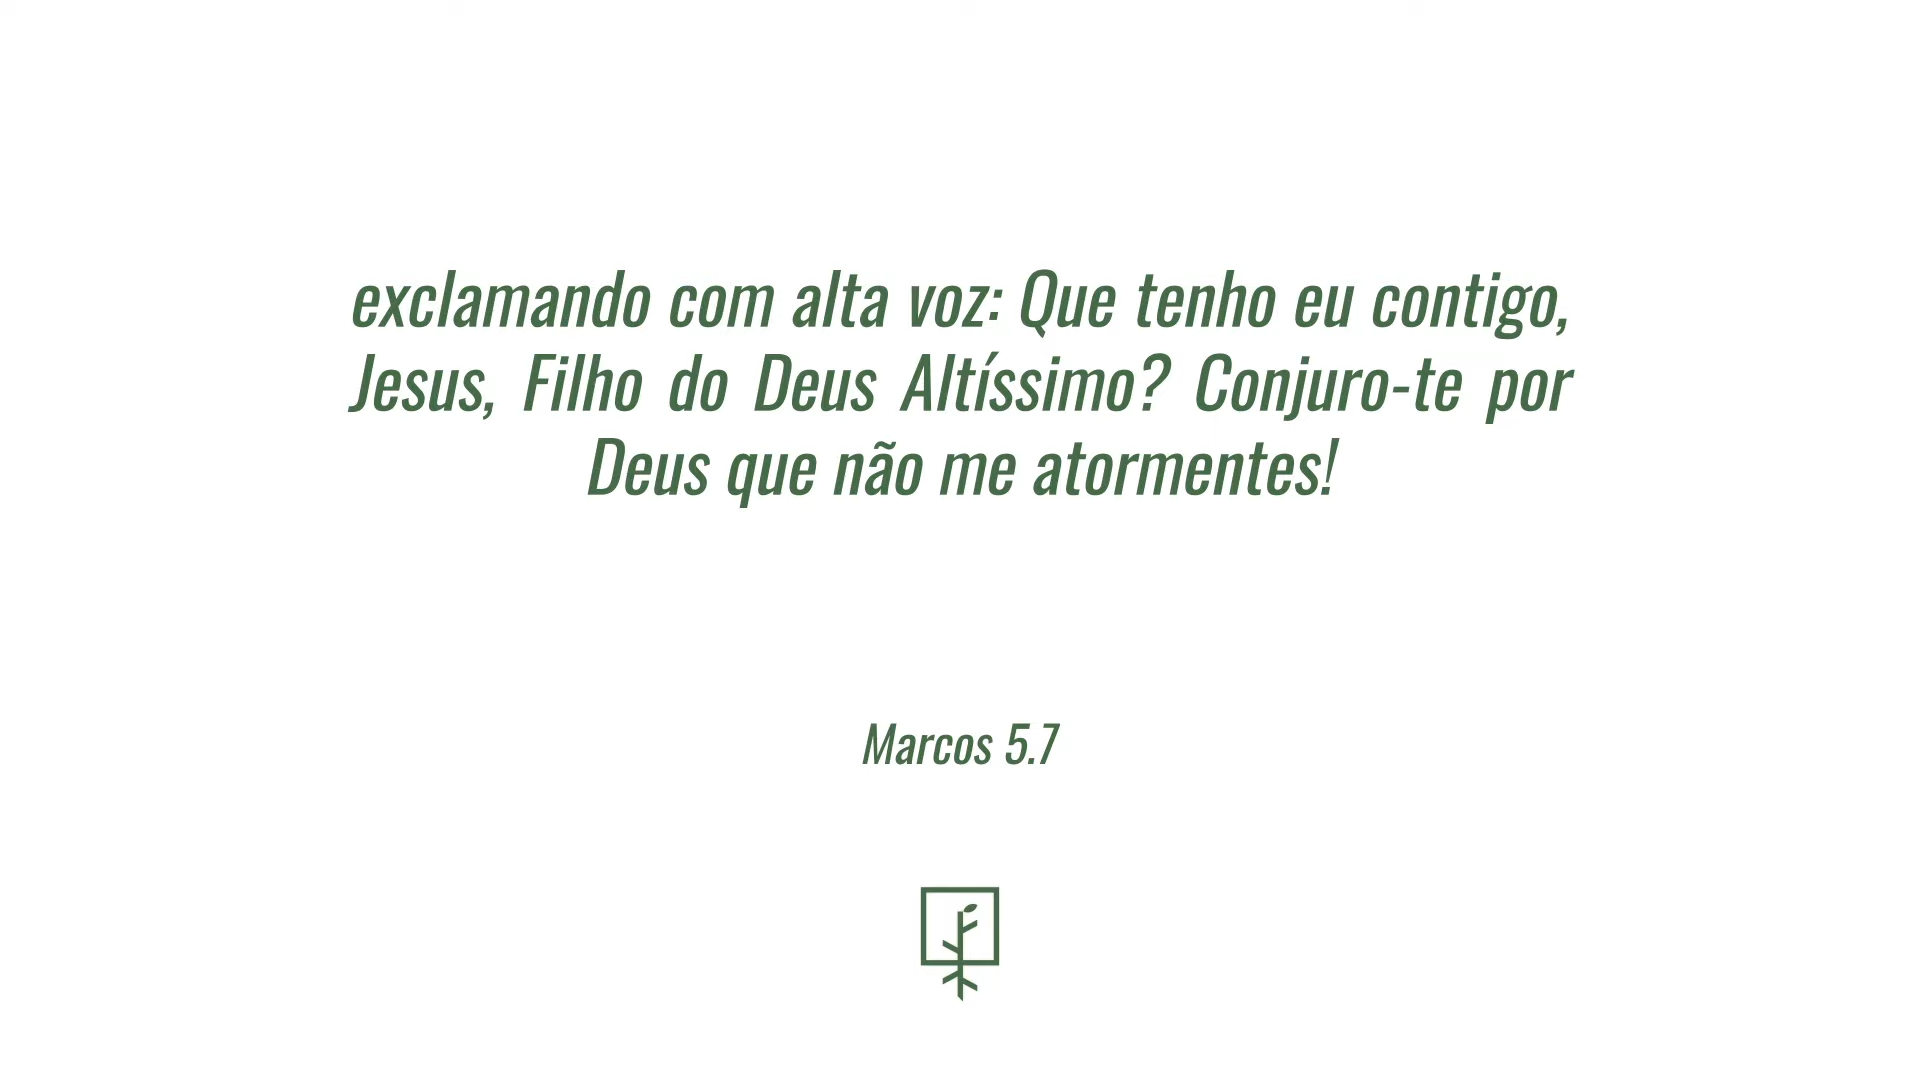 exclamando com alta voz: Que tenho eu contigo,
Jesus, Filho do Deus Altíssimo? Conjuro-te por
Deus que não me atormentes!
Marcos 5.7